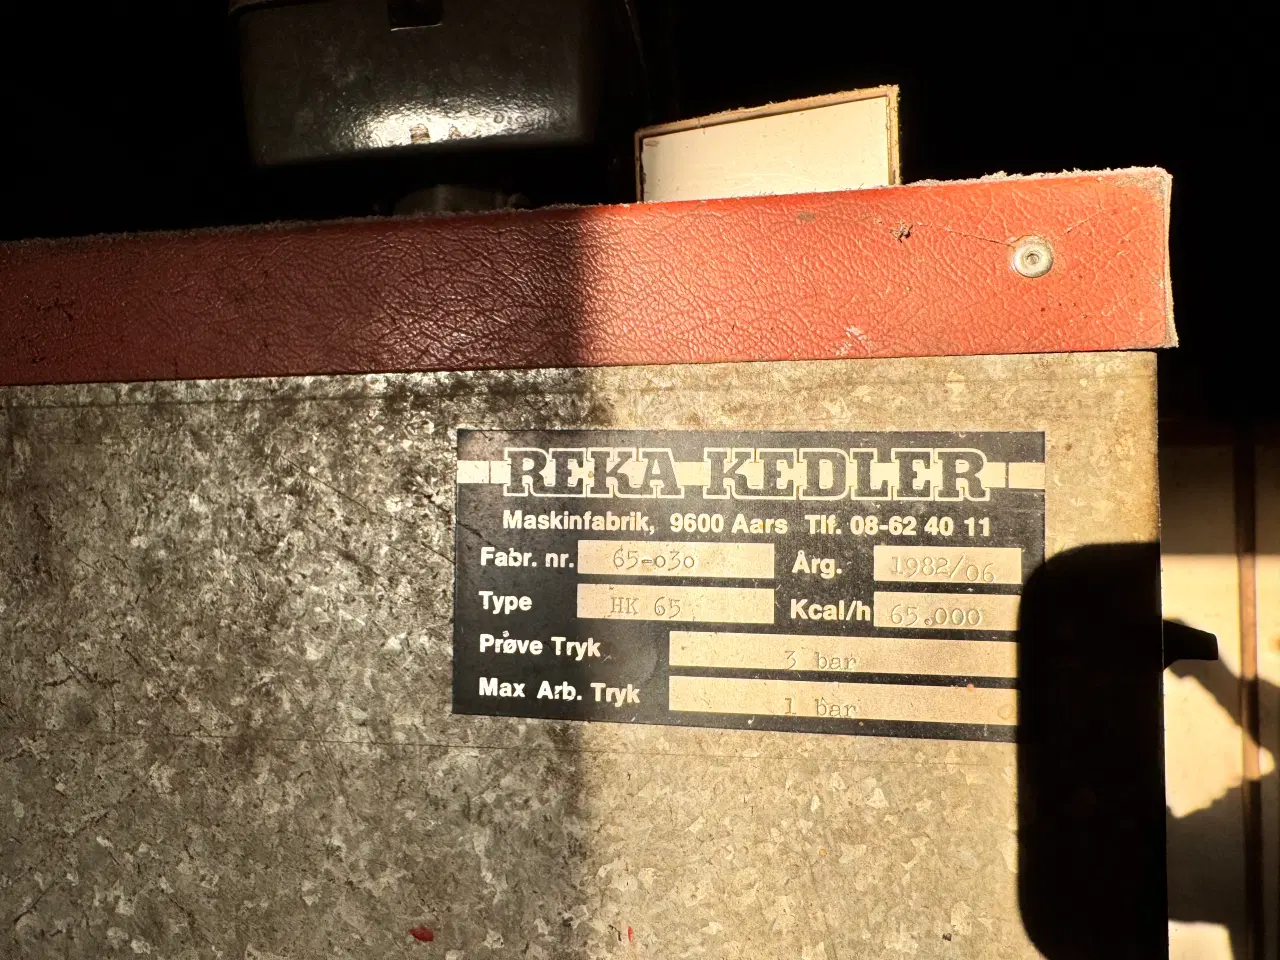 REKA KEDLER
Maskinfabrik, 9600 Aars Tlf. 08-62 40 11
Fabr. nr. 65-030 Årg. 1982/06
Type HK 65 Kcal/h 65.000
Prøve Tryk 3 bar
Max Arb. Tryk 1 bar